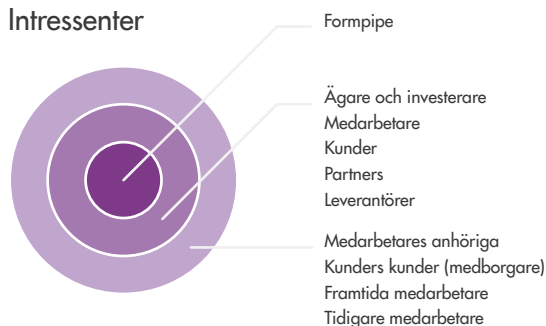 Intressenter
Formpipe
Ägare och investerare
Medarbetare
Kunder
Partners
Leverantörer
Medarbetares anhöriga
Kunders kunder (medborgare)
Framtida medarbetare
Tidigare medarbetare